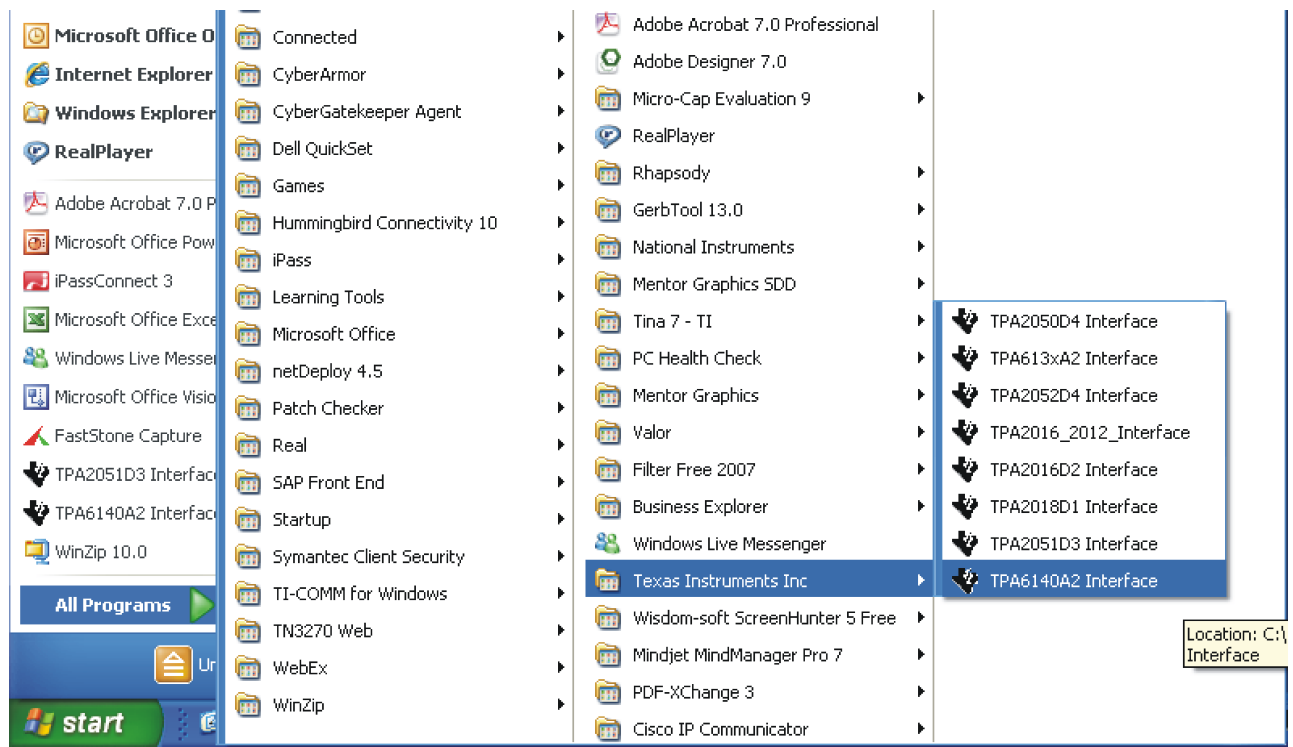 Microsoft Office O
Internet Explorer
Windows Explorer
RealPlayer
Adobe Acrobat 7.0 P
Microsoft Office Pow
iPassConnect 3
Microsoft Office Exce
Windows Live Messen
Microsoft Office Visio
FastStone Capture
TPA2051D3 Interfac
TPA6140A2 Interfac
WinZip 10.0
All Programs
Un
start
Connected
CyberArmor
CyberGatekeeper Agent
Dell QuickSet
Games
Hummingbird Connectivity 10
iPass
Learning Tools
Microsoft Office
netDeploy 4.5
Patch Checker
Real
SAP Front End
Startup
Symantec Client Security
TI-COMM for Windows
TN3270 Web
WebEx
WinZip
Adobe Acrobat 7.0 Professional
Adobe Designer 7.0
Micro-Cap Evaluation 9
RealPlayer
Rhapsody
GerbTool 13.0
National Instruments
Mentor Graphics SDD
Tina 7 - TI
PC Health Check
Mentor Graphics
Valor
Filter Free 2007
Business Explorer
Windows Live Messenger
Texas Instruments Inc
Wisdom-soft ScreenHunter 5 Free
Mindjet MindManager Pro 7
PDF-XChange 3
Cisco IP Communicator
TPA2050D4 Interface
TPA613xA2 Interface
TPA2052D4 Interface
TPA2016_2012_Interface
TPA2016D2 Interface
TPA2018D1 Interface
TPA2051D3 Interface
TPA6140A2 Interface
Location: C:\
Interface